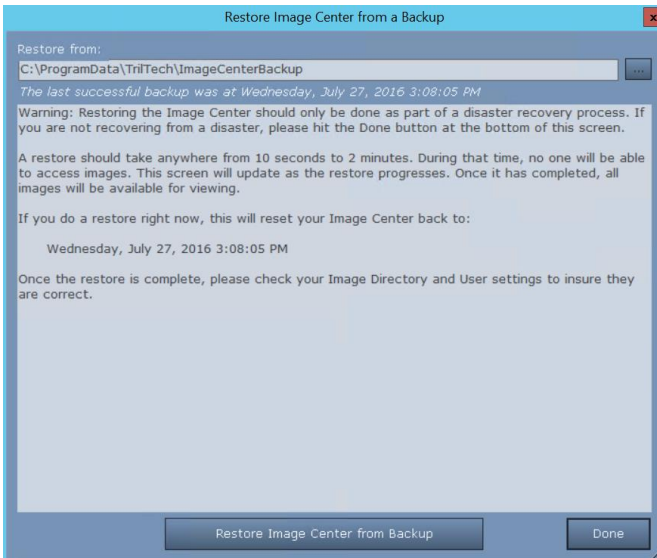 Restore Image Center from a Backup
x
Restore from:
C:\ProgramData\TrilTech\ImageCenterBackup
...
The last successful backup was at Wednesday, July 27, 2016 3:08:05 PM
Warning: Restoring the Image Center should only be done as part of a disaster recovery process. If
you are not recovering from a disaster, please hit the Done button at the bottom of this screen.
A restore should take anywhere from 10 seconds to 2 minutes. During that time, no one will be able
to access images. This screen will update as the restore progresses. Once it has completed, all
images will be available for viewing.
If you do a restore right now, this will reset your Image Center back to:
Wednesday, July 27, 2016 3:08:05 PM
Once the restore is complete, please check your Image Directory and User settings to insure they
are correct.
Restore Image Center from Backup
Done